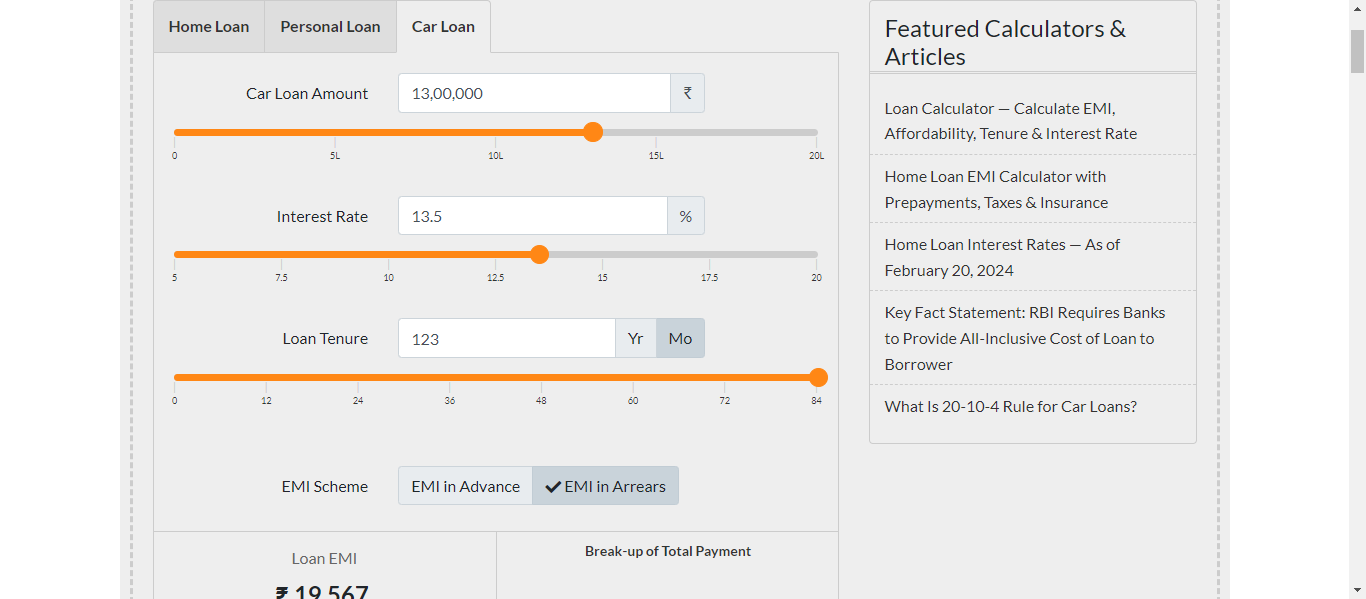 Home Loan
Personal Loan
Car Loan
Car Loan Amount
13,00,000
₹
0
5L
10L
15L
20L
Interest Rate
13.5
%
5
7.5
10
12.5
15
17.5
20
Loan Tenure
123
Yr
Mo
0
12
24
36
48
60
72
84
EMI Scheme
EMI in Advance
EMI in Arrears
Loan EMI
₹ 19,567
Break-up of Total Payment
Featured Calculators &
Articles
Loan Calculator — Calculate EMI,
Affordability, Tenure & Interest Rate
Home Loan EMI Calculator with
Prepayments, Taxes & Insurance
Home Loan Interest Rates — As of
February 20, 2024
Key Fact Statement: RBI Requires Banks
to Provide All-Inclusive Cost of Loan to
Borrower
What Is 20-10-4 Rule for Car Loans?